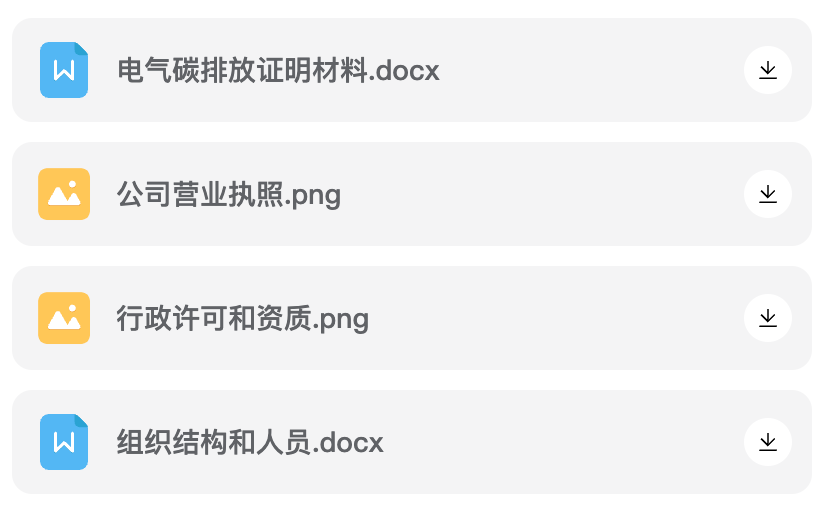 电气碳排放证明材料.docx
公司营业执照.png
行政许可和资质.png
组织结构和人员.docx